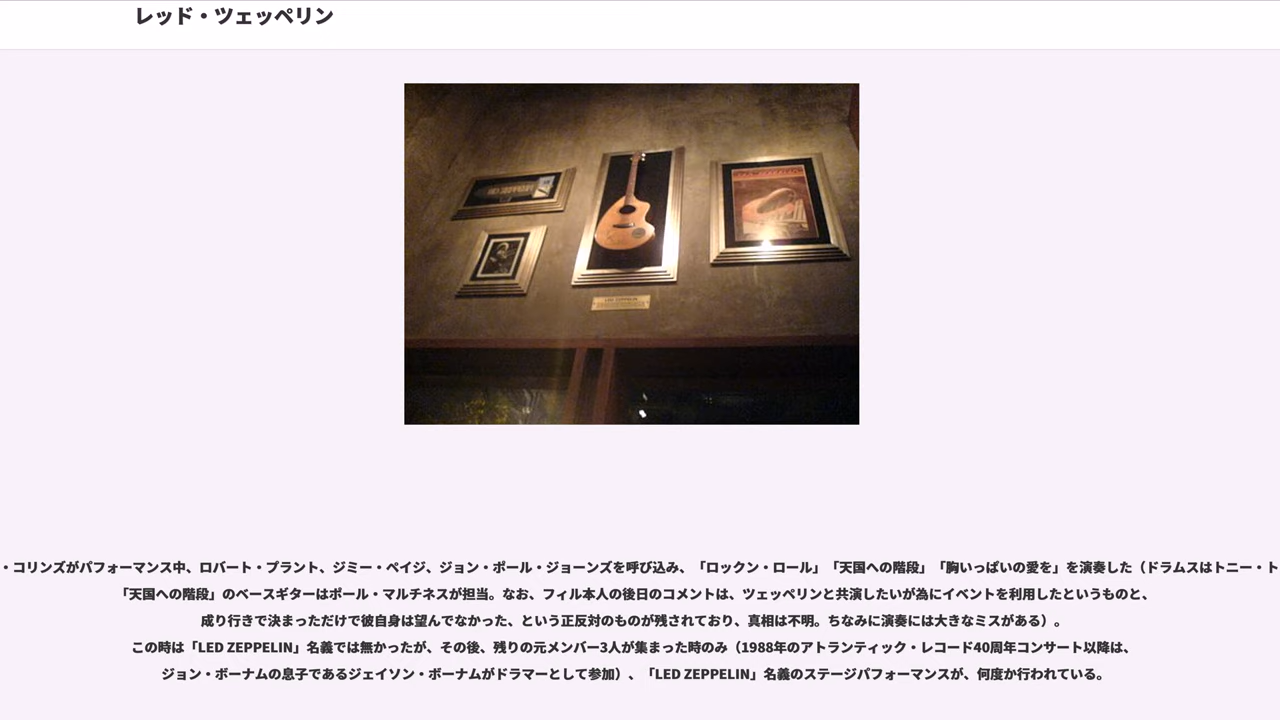 レッド・ツェッペリン
LED ZEPPELIN
・コリンズがパフォーマンス中、ロバート・プラント、ジミー・ペイジ、ジョン・ポール・ジョーンズを呼び込み、「ロックン・ロール」「天国への階段」「胸いっぱいの愛を」を演奏した（ドラムスはトニー・ト
「天国への階段」のベースギターはポール・マルチネスが担当。なお、フィル本人の後日のコメントは、ツェッペリンと共演したいが為にイベントを利用したというものと、
成り行きで決まっただけで彼自身は望んでなかった、という正反対のものが残されており、真相は不明。ちなみに演奏には大きなミスがある）。
この時は「LED ZEPPELIN」名義では無かったが、その後、残りの元メンバー3人が集まった時のみ（1988年のアトランティック・レコード40周年コンサート以降は、
ジョン・ボーナムの息子であるジェイソン・ボーナムがドラマーとして参加）、「LED ZEPPELIN」名義のステージパフォーマンスが、何度か行われている。